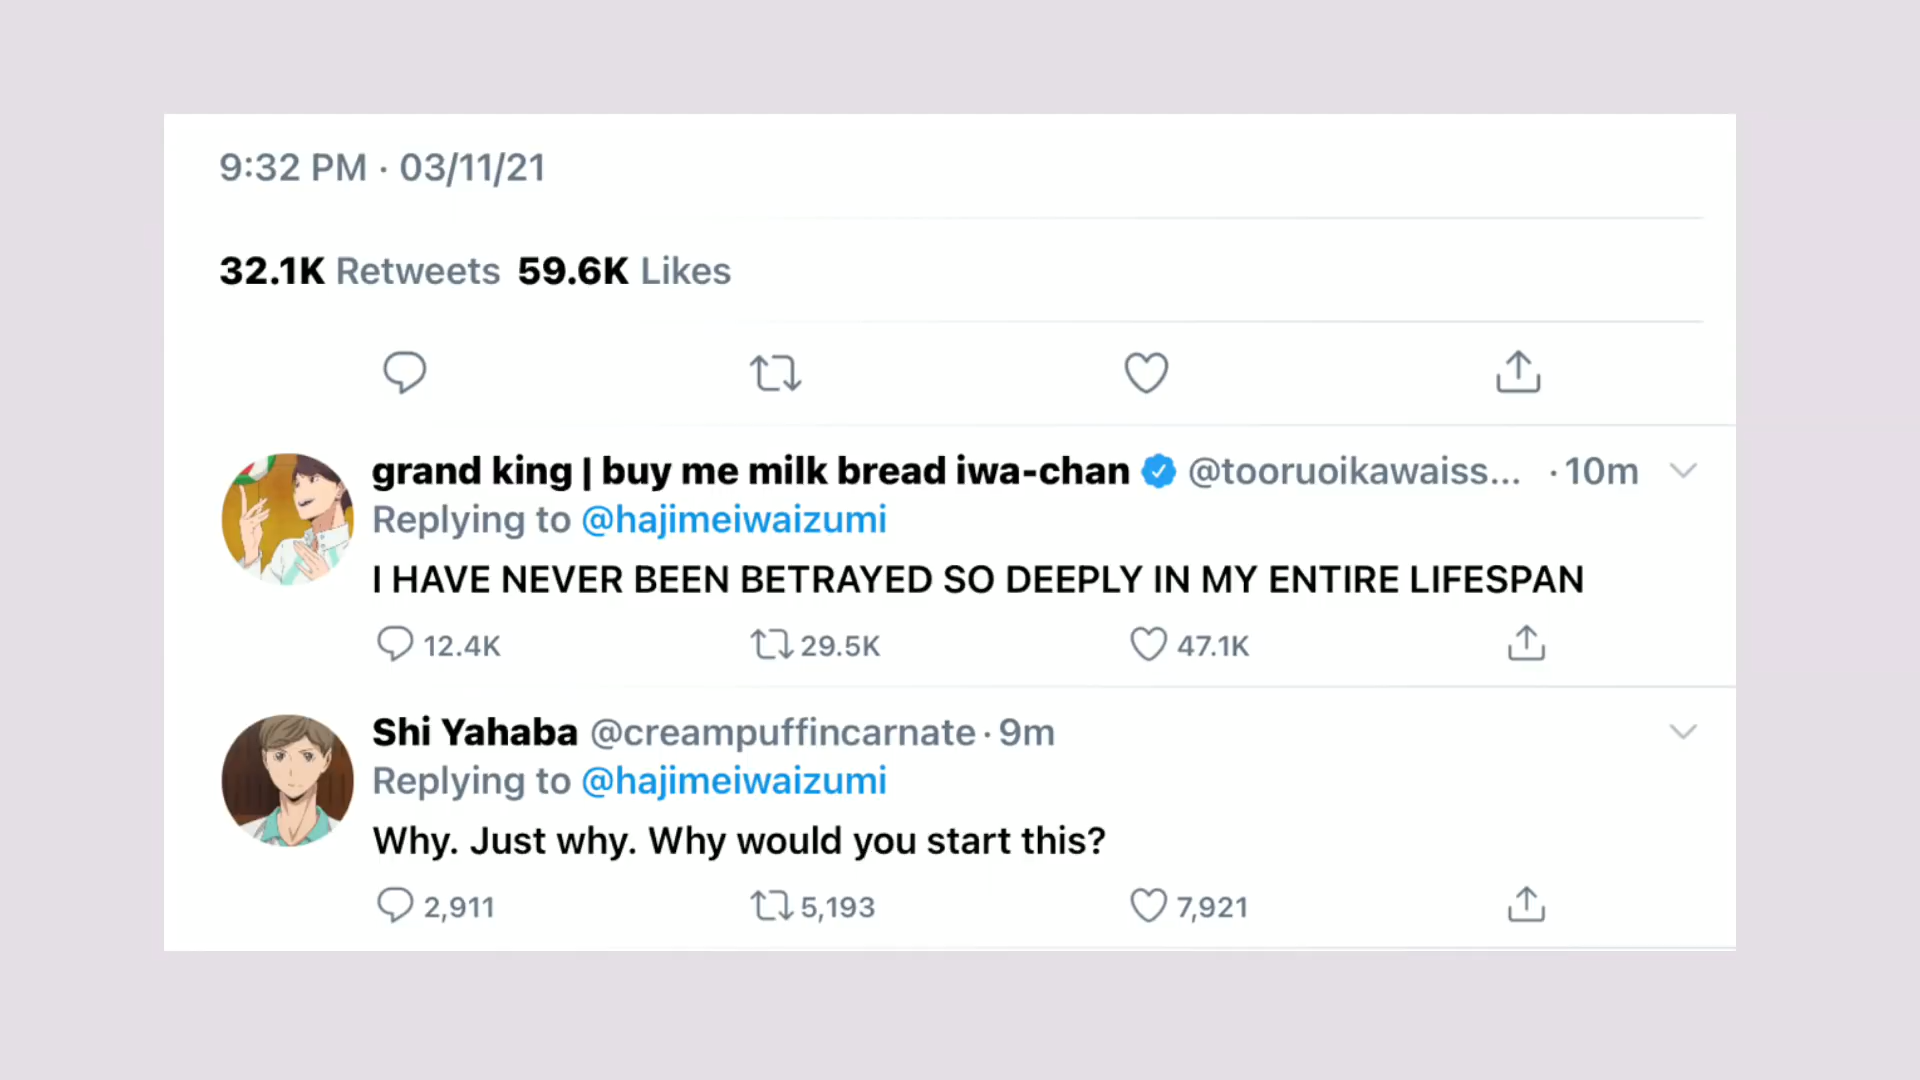 9:32 PM · 03/11/21
32.1K Retweets 59.6K Likes
grand king | buy me milk bread iwa-chan @tooruoikawaiss... · 10m
Replying to @hajimeiwaizumi
I HAVE NEVER BEEN BETRAYED SO DEEPLY IN MY ENTIRE LIFESPAN
12.4K 29.5K 47.1K
Shi Yahaba @creampuffincarnate · 9m
Replying to @hajimeiwaizumi
Why. Just why. Why would you start this?
2,911 5,193 7,921